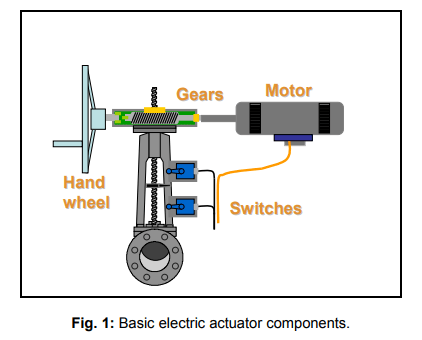 Gears
Motor
Hand
wheel
Switches
Fig. 1: Basic electric actuator components.